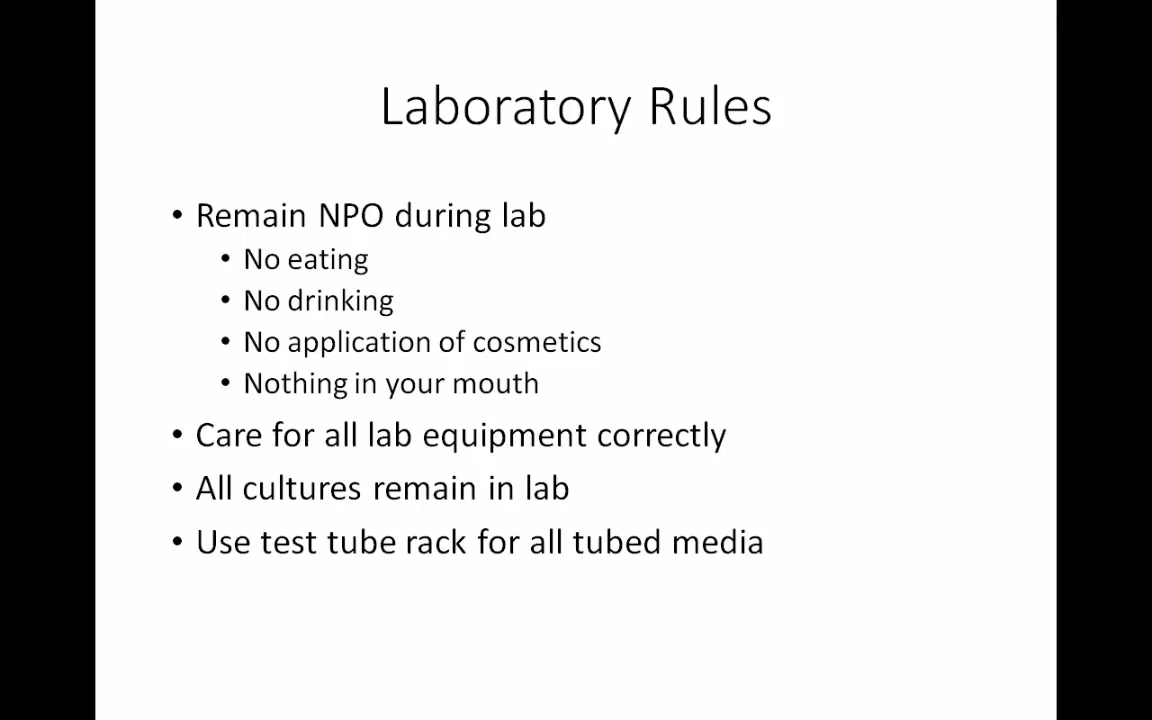 Laboratory Rules
• Remain NPO during lab
• No eating
• No drinking
• No application of cosmetics
• Nothing in your mouth
• Care for all lab equipment correctly
• All cultures remain in lab
• Use test tube rack for all tubed media